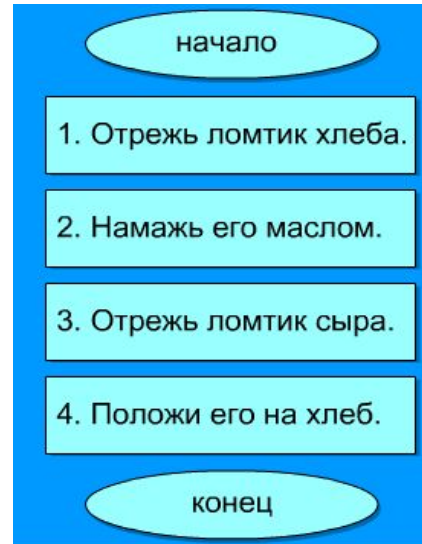 начало
1. Отрежь ломтик хлеба.
2. Намажь его маслом.
3. Отрежь ломтик сыра.
4. Положи его на хлеб.
конец